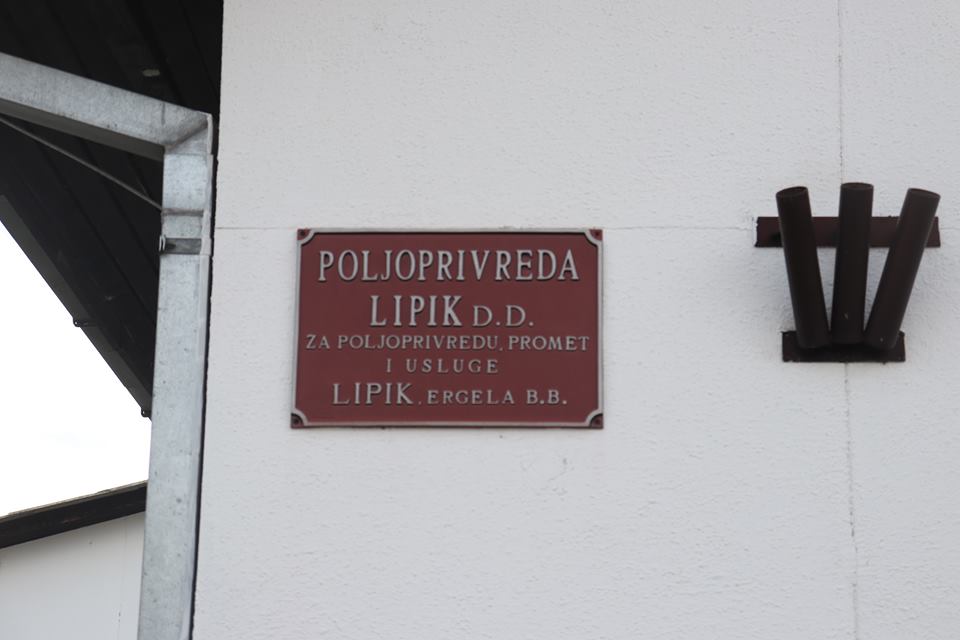 POLJOPRIVREDA
LIPIK D.D.
ZA POLJOPRIVREDU, PROMET
I USLUGE
LIPIK, ERGELA B.B.